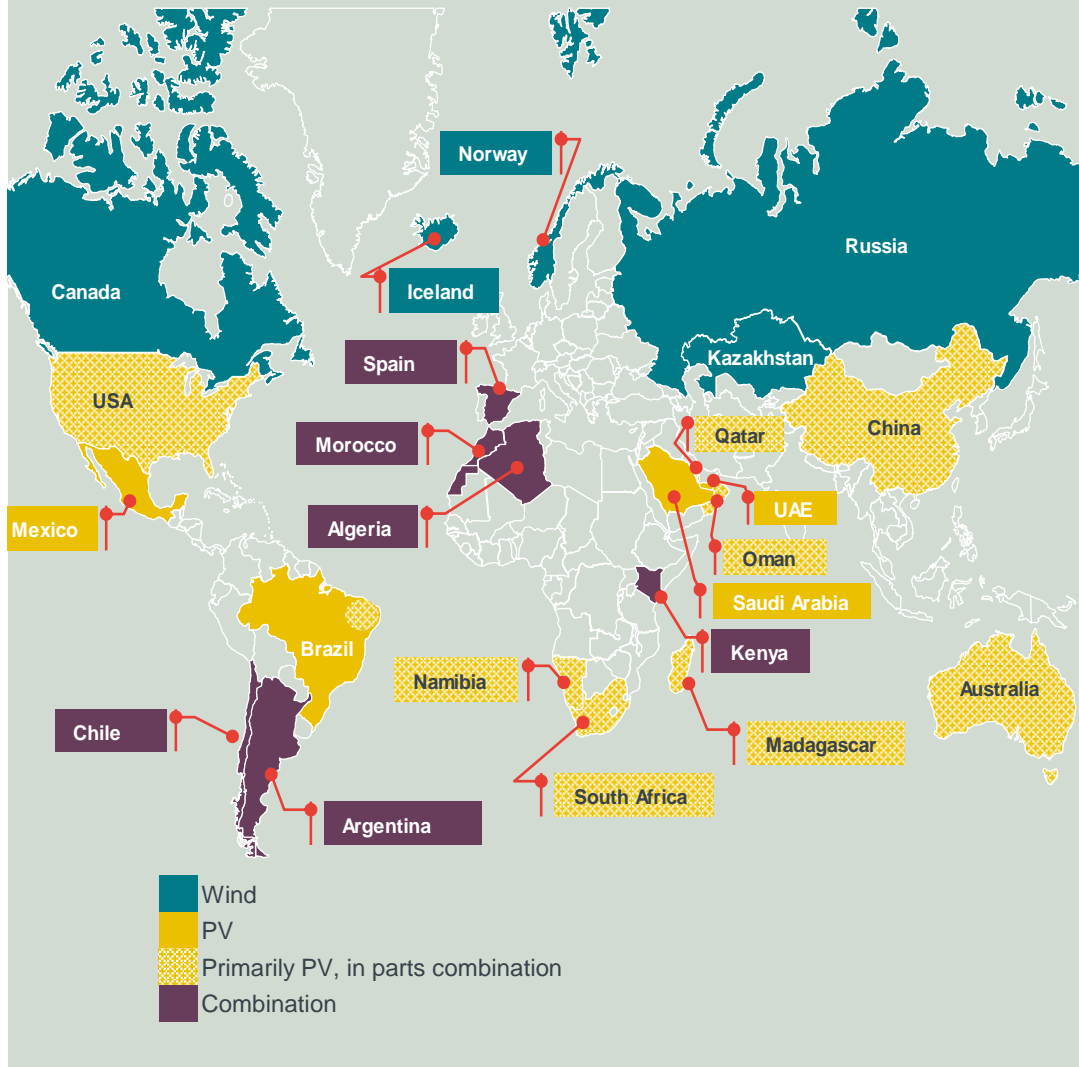 Norway
Russia
Canada
Iceland
Spain
Kazakhstan
USA
Morocco
Qatar
China
Mexico
UAE
Algeria
Oman
Saudi Arabia
Brazil
Kenya
Namibia
Australia
Chile
Madagascar
South Africa
Argentina
Wind
PV
Primarily PV, in parts combination
Combination